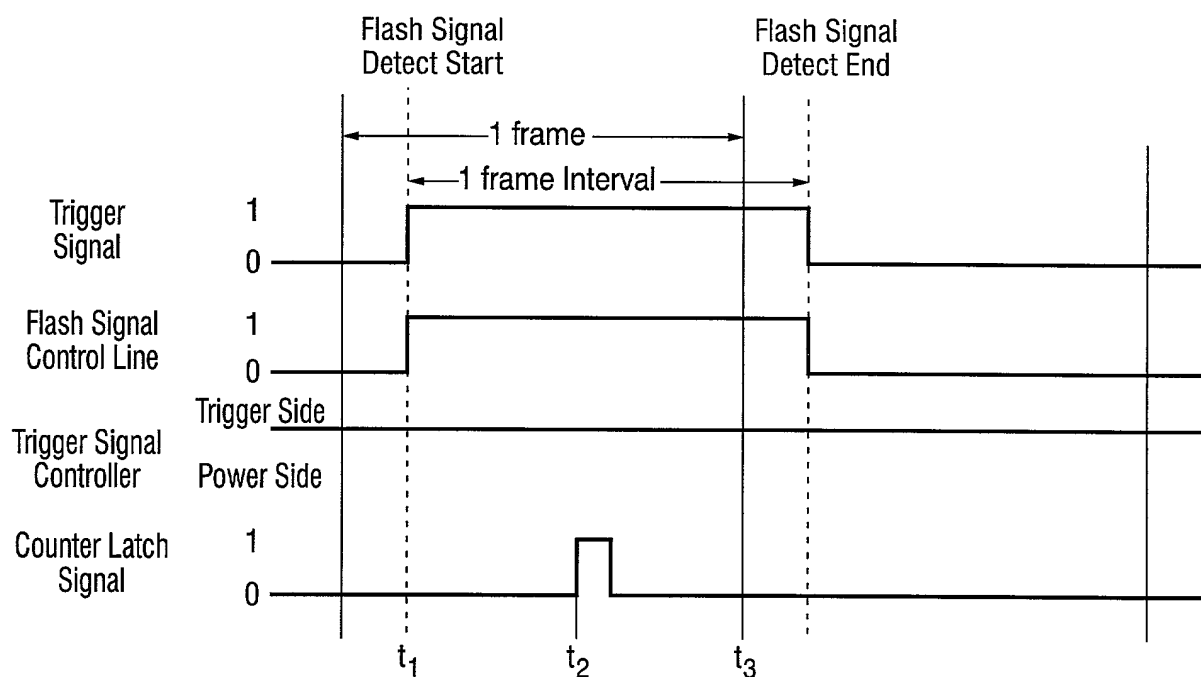 Flash Signal
Detect Start
Flash Signal
Detect End
1 frame
1 frame Interval
Trigger
Signal
1
0
Flash Signal
Control Line
1
0
Trigger Side
Trigger Signal
Controller
Power Side
Counter Latch
Signal
1
0
t1
t2
t3